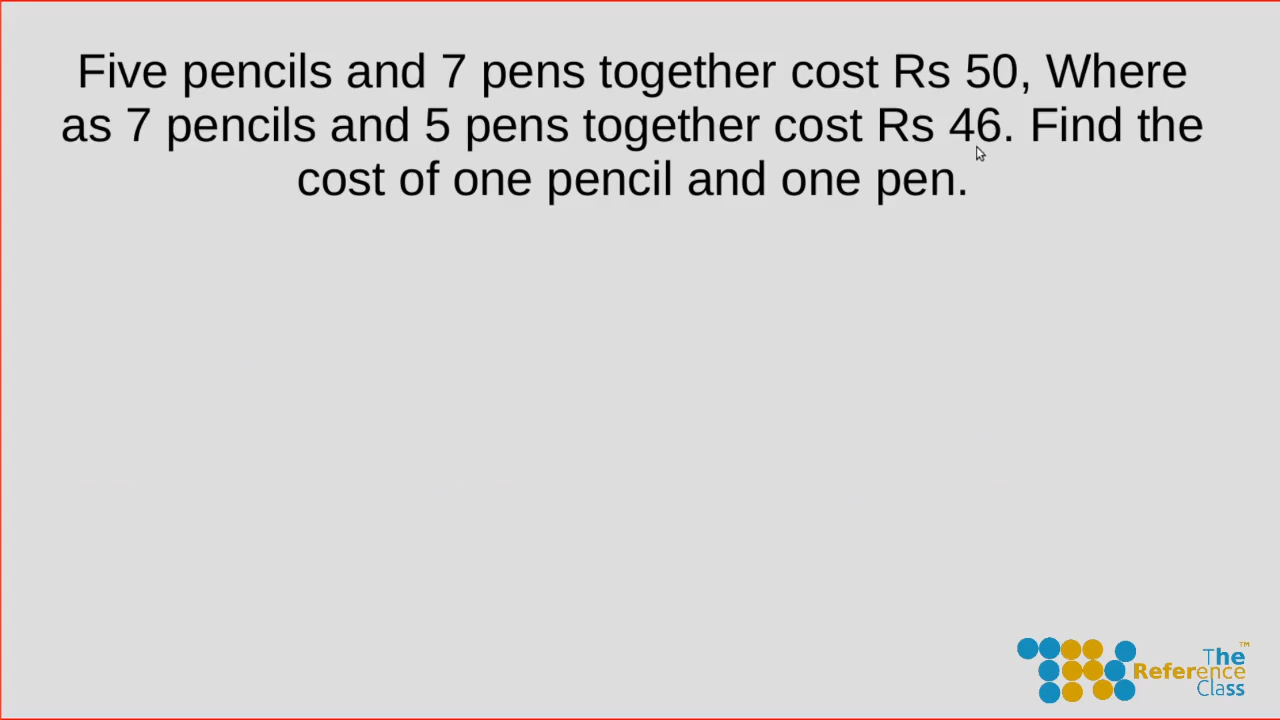 Five pencils and 7 pens together cost Rs 50, Where
as 7 pencils and 5 pens together cost Rs 46. Find the
cost of one pencil and one pen.
The™
Reference
Class